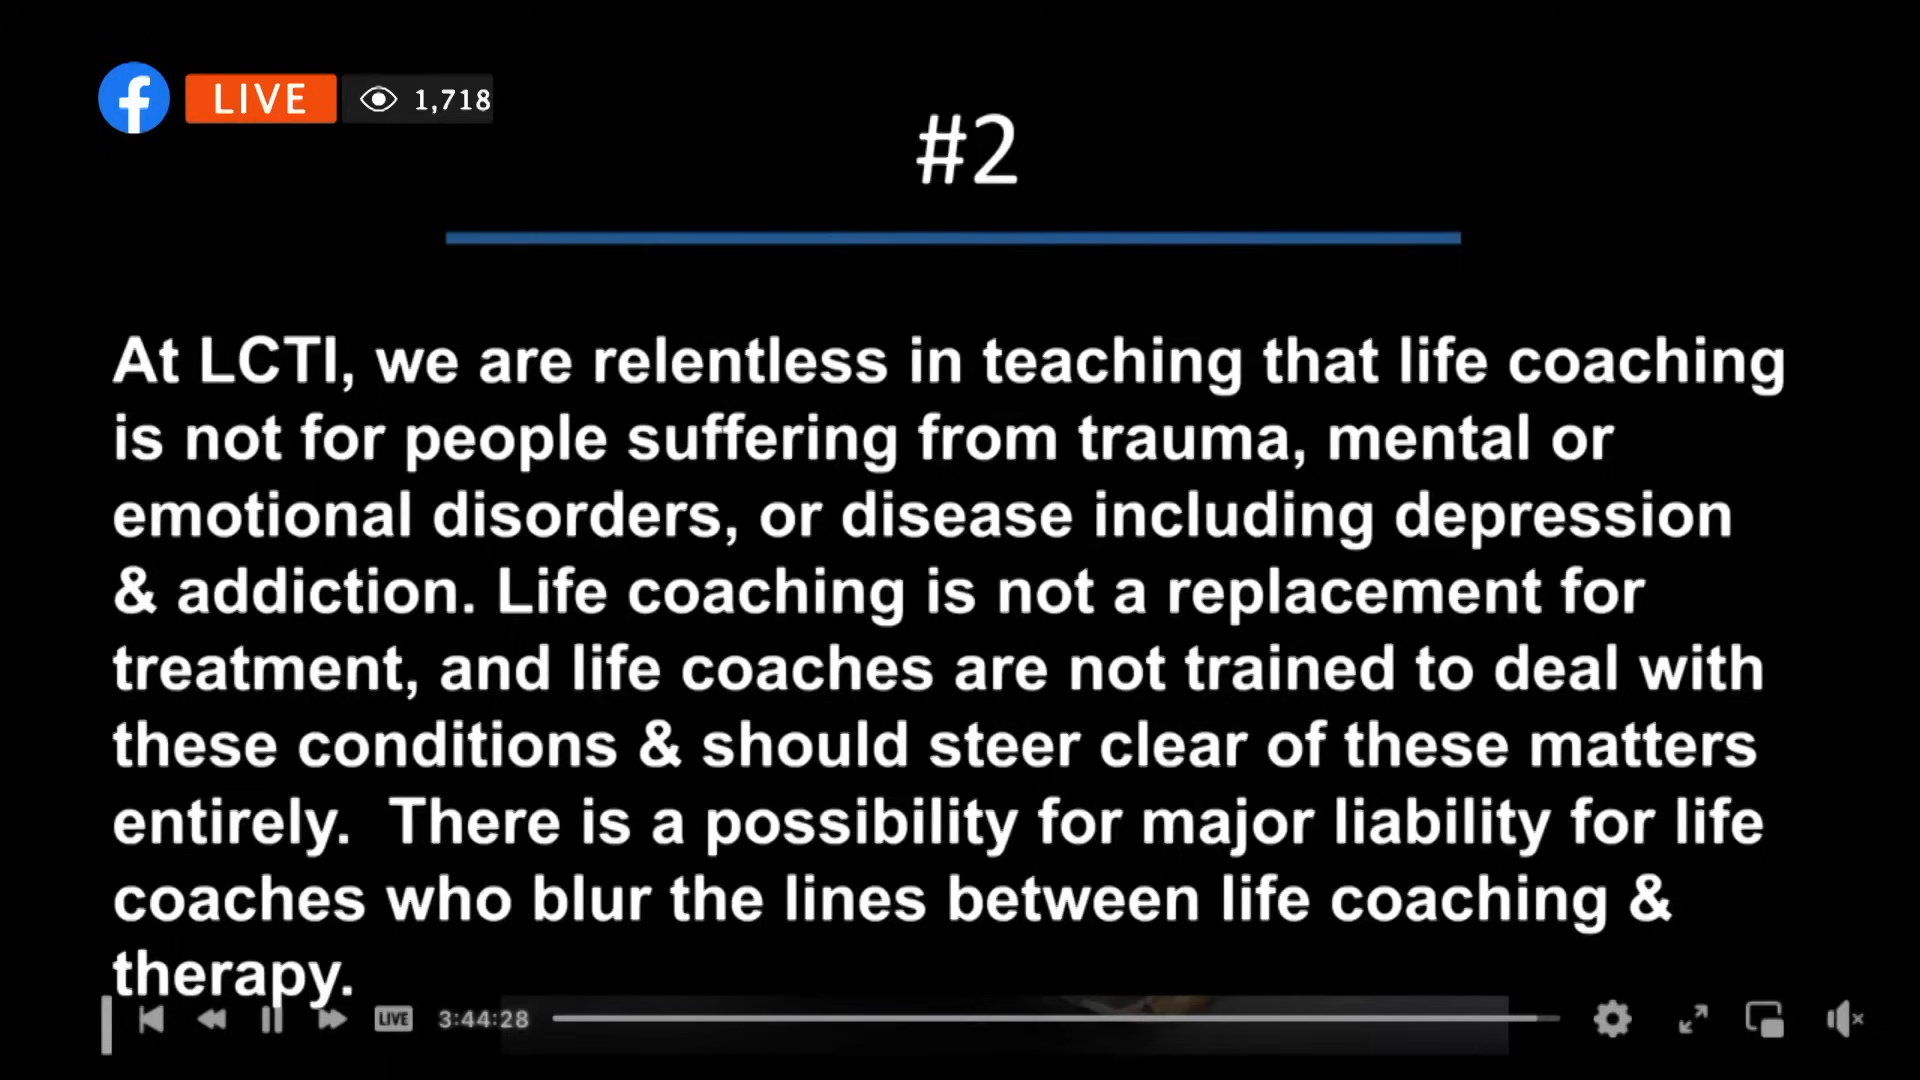 LIVE 1,718
#2
At LCTI, we are relentless in teaching that life coaching
is not for people suffering from trauma, mental or
emotional disorders, or disease including depression
& addiction. Life coaching is not a replacement for
treatment, and life coaches are not trained to deal with
these conditions & should steer clear of these matters
entirely.  There is a possibility for major liability for life
coaches who blur the lines between life coaching &
therapy.
LIVE 3:44:28